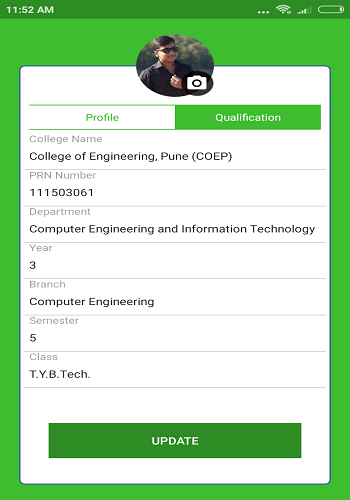 11:52 AM
Profile
Qualification
College Name
College of Engineering, Pune (COEP)
PRN Number
111503061
Department
Computer Engineering and Information Technology
Year
3
Branch
Computer Engineering
Semester
5
Class
T.Y.B.Tech.
UPDATE